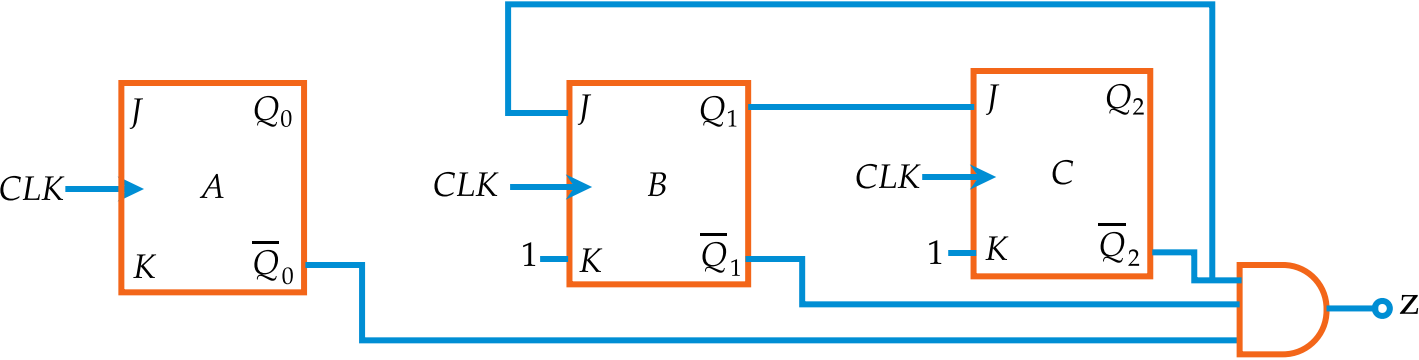 J Q₀ J Q₁ J Q₂
CLK A CLK B CLK C
K Q̅₀ 1 K Q̅₁ 1 K Q̅₂
z